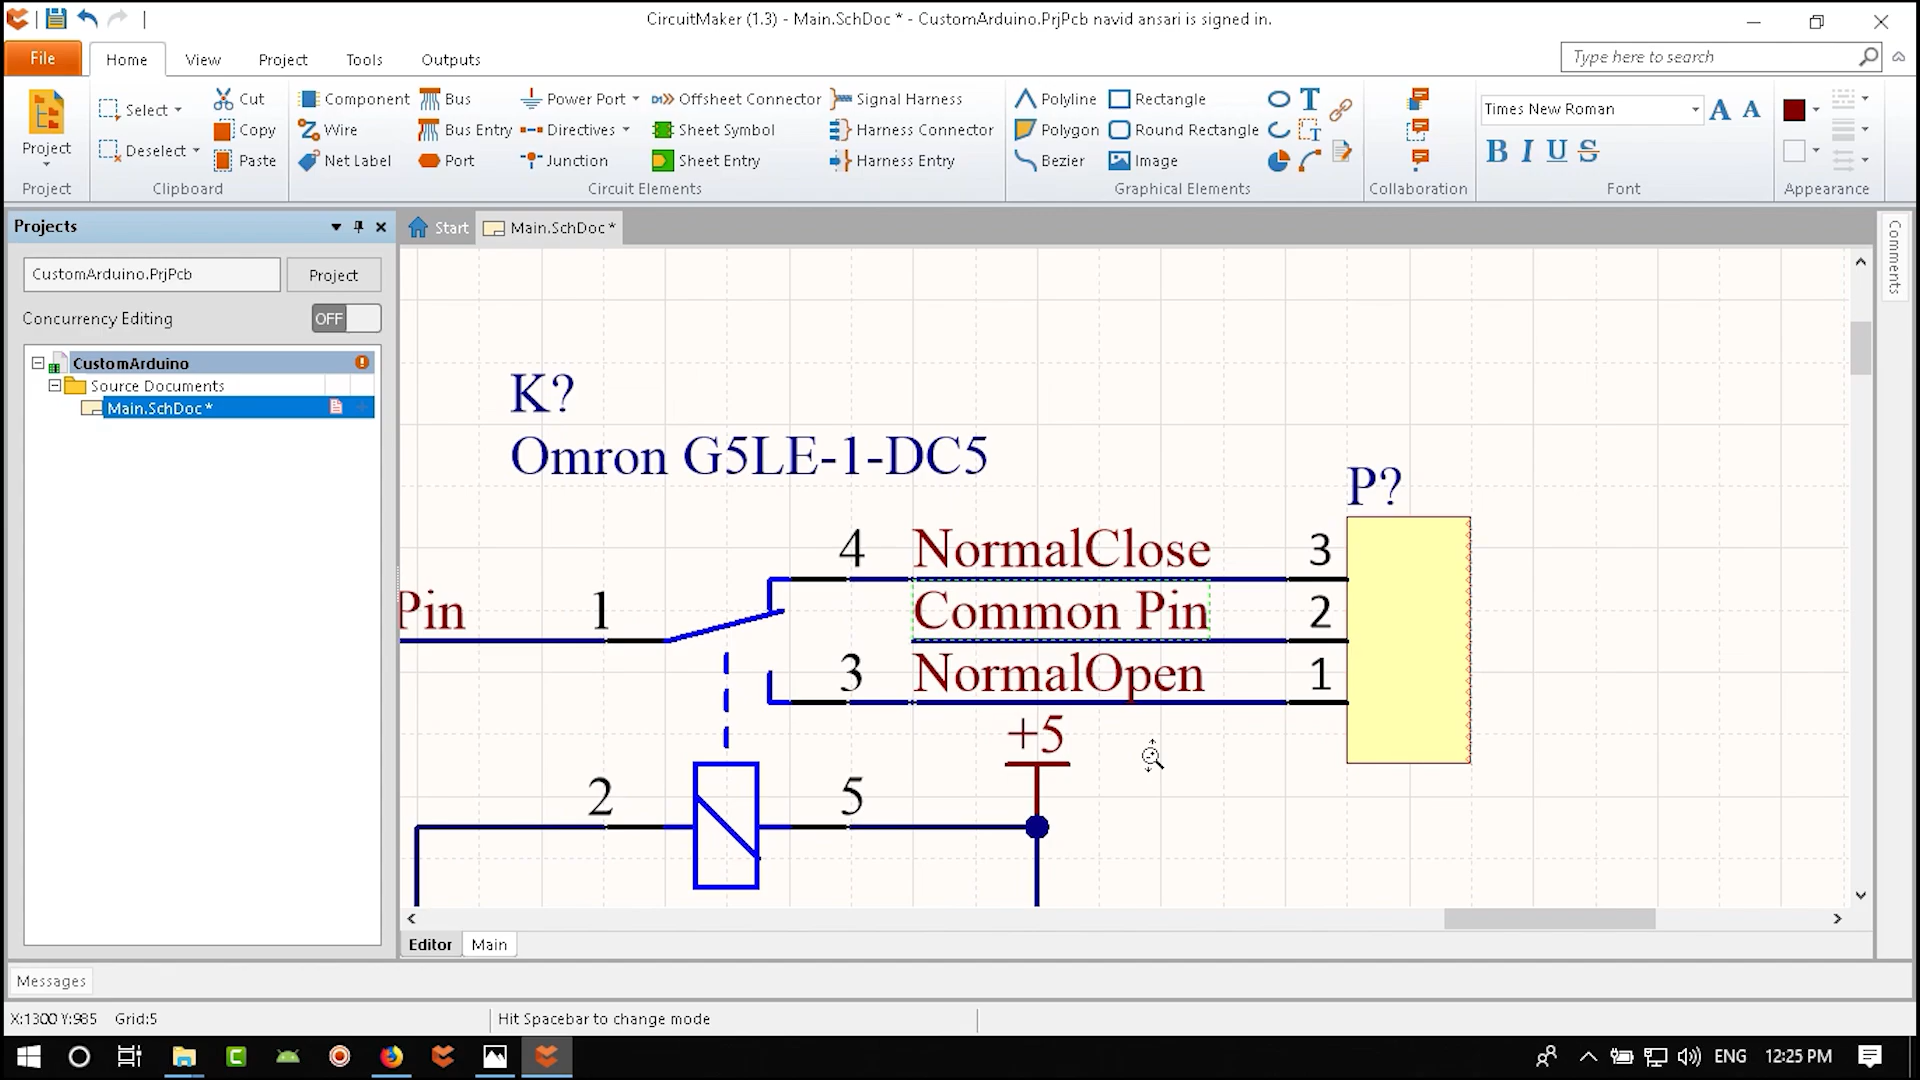 CircuitMaker (1.3) - Main.SchDoc * - CustomArduino.PrjPcb navid ansari is signed in.
File Home View Project Tools Outputs
Type here to search
Project Select Cut Component Bus Power Port Offsheet Connector Signal Harness Polyline Rectangle T Times New Roman A A
Copy Wire Bus Entry Directives Sheet Symbol Harness Connector Polygon Round Rectangle T
Deselect Paste Net Label Port Junction Sheet Entry Harness Entry Bezier Image B I U S
Project Clipboard Circuit Elements Graphical Elements Collaboration Font Appearance
Projects
Start Main.SchDoc *
Comments
CustomArduino.PrjPcb Project
Concurrency Editing OFF
CustomArduino
Source Documents
Main.SchDoc *
K?
Omron G5LE-1-DC5
P?
4 NormalClose 3
Pin 1 Common Pin 2
3 NormalOpen 1
+5
2 5
Editor Main
Messages
X:1300 Y:985 Grid:5 Hit Spacebar to change mode
ENG 12:25 PM